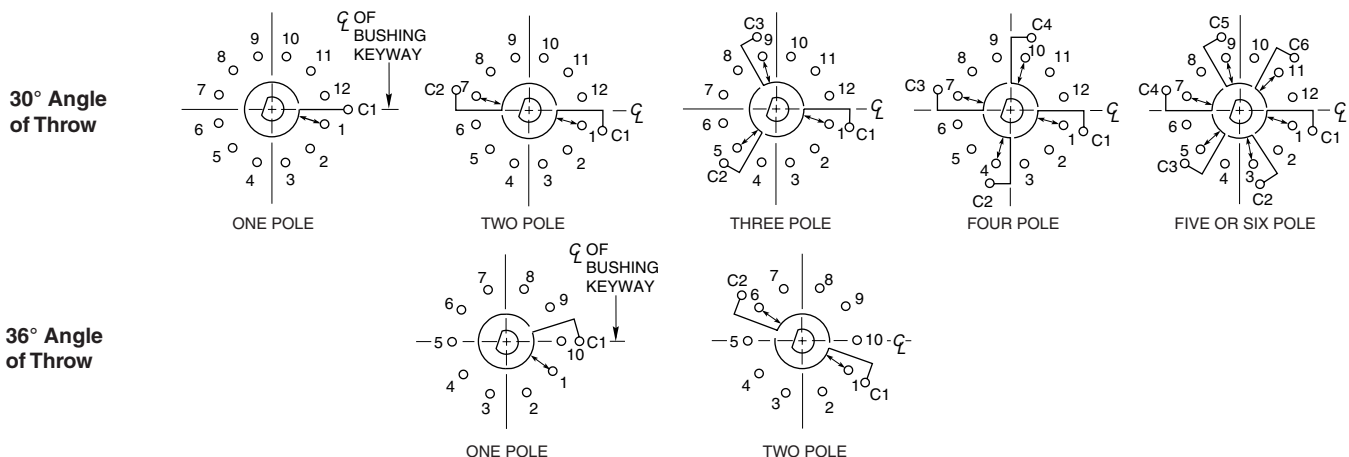 30° Angle
of Throw
℄ OF
BUSHING
KEYWAY
9 10
8 11
7 12
C1
6 1
5 2
4 3
ONE POLE
9 10
8 11
C2 7 12
℄
6 1 C1
5 2
4 3
TWO POLE
C3
9 10
8 11
7 12
℄
6 1 C1
5 2
C2 4 3
THREE POLE
C4
9 10
8 11
C3 7 12
℄
6 1 C1
5 2
4 3
C2
FOUR POLE
C5
9 10 C6
8 11
C4 7 12
℄
6 1 C1
5 2
C3 4 3
C2
FIVE OR SIX POLE
36° Angle
of Throw
℄ OF
BUSHING
KEYWAY
7 8
6 9
5 10 C1
4 1
3 2
ONE POLE
C2 7 8
6 9
5 10 ℄
4 1 C1
3 2
TWO POLE